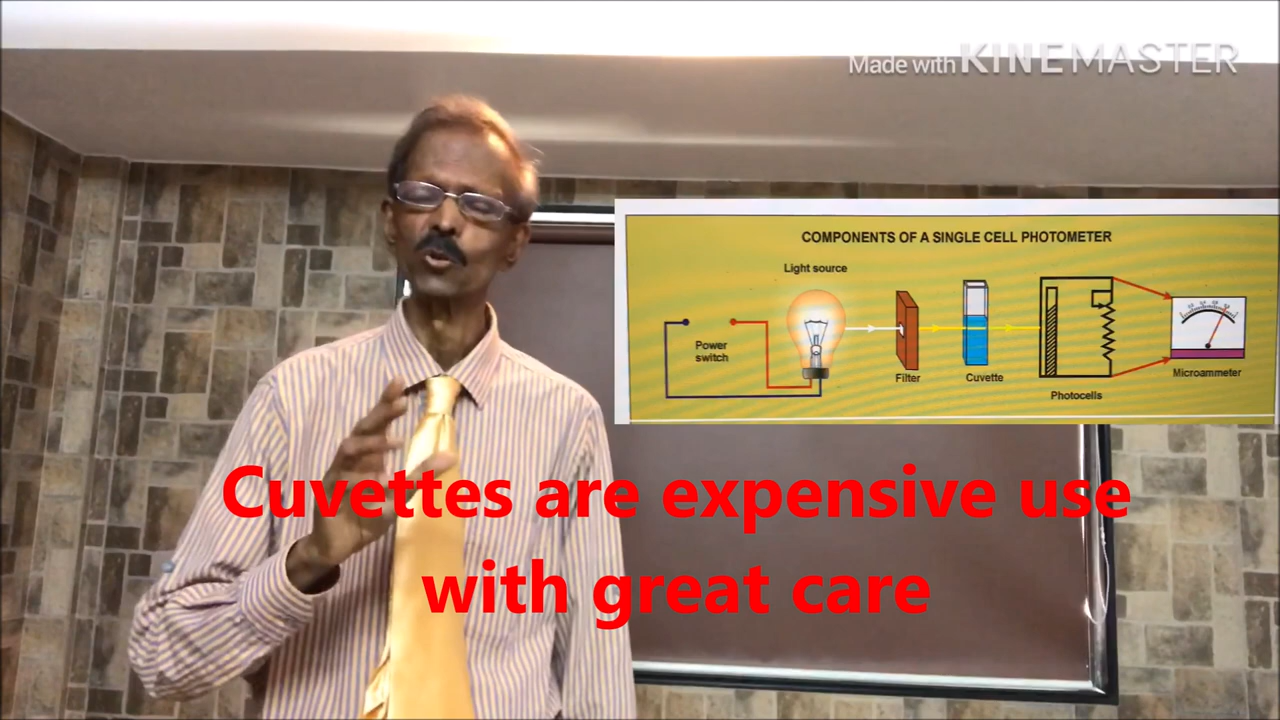 Made with KINEMASTER
COMPONENTS OF A SINGLE CELL PHOTOMETER
Light source
Power
switch
Filter
Cuvette
Photocells
Microammeter
Cuvettes are expensive use
with great care